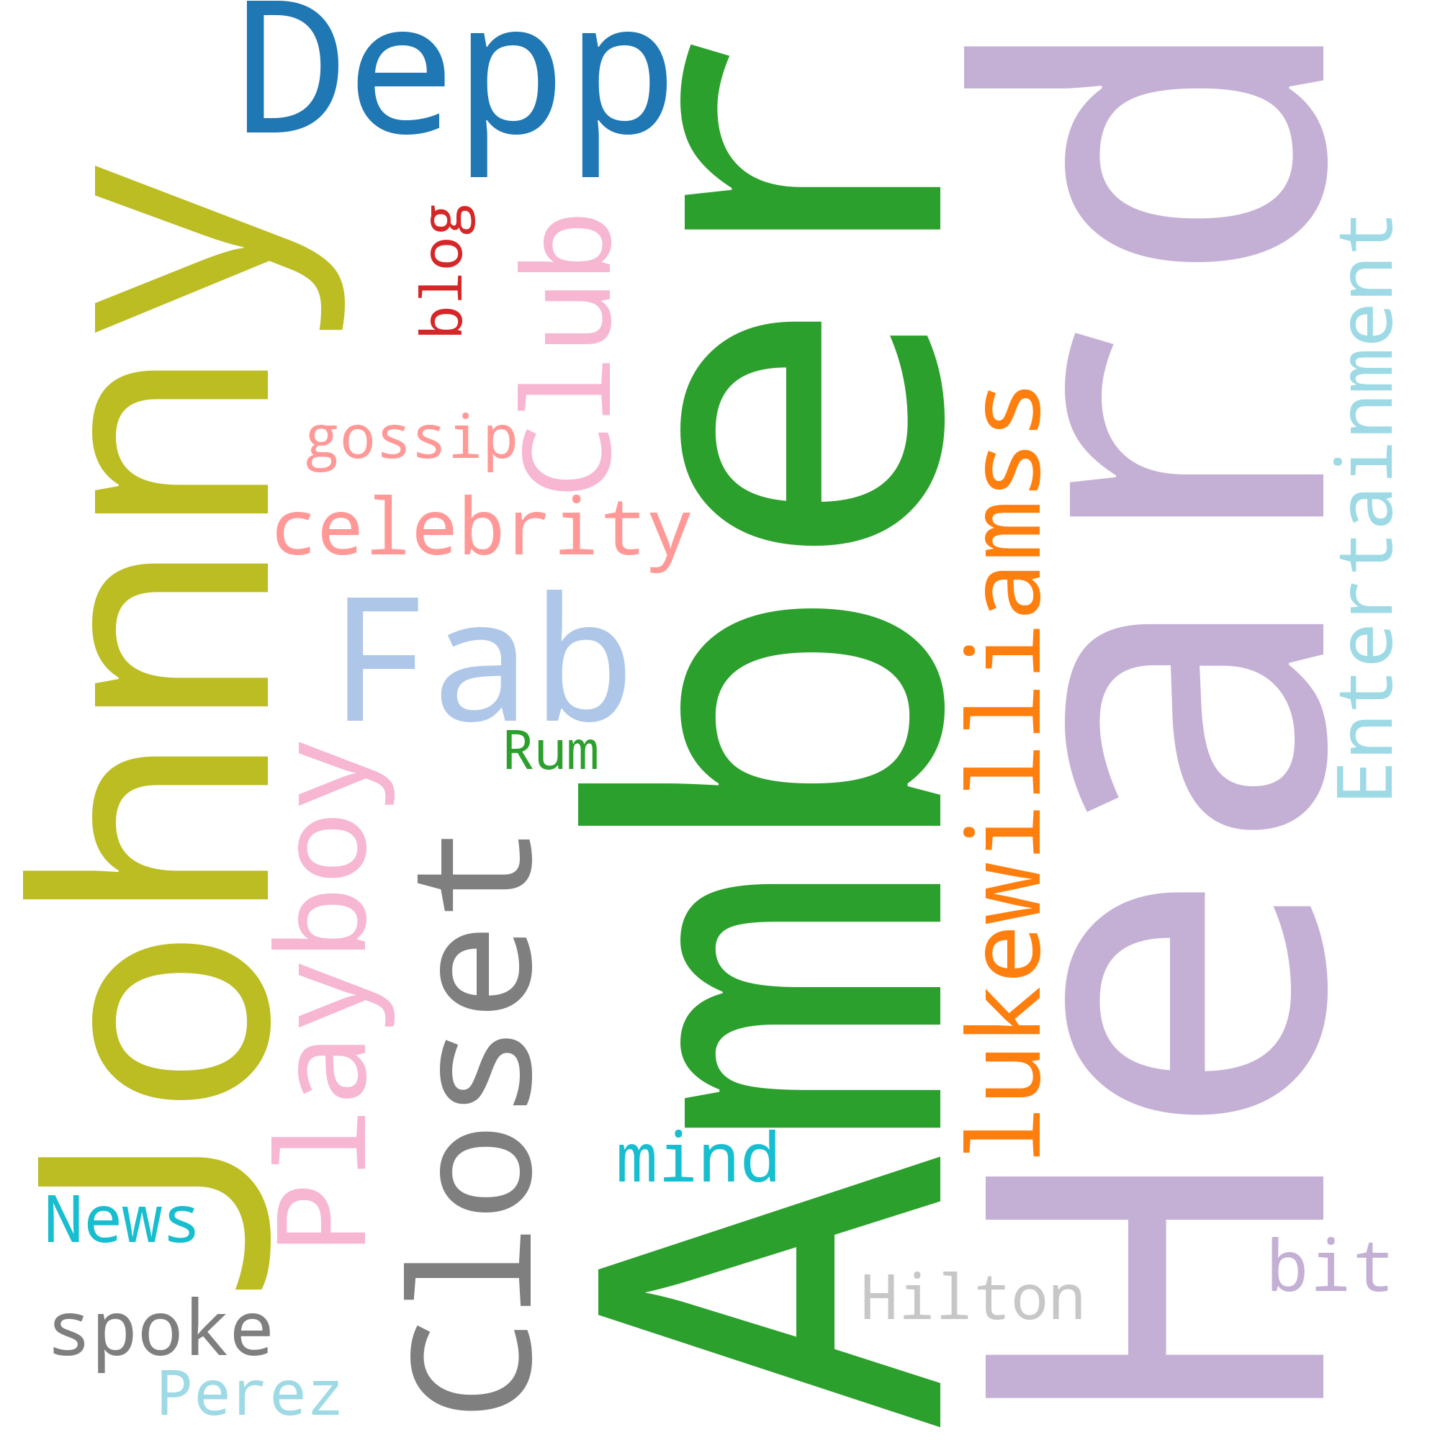 Depp
Johnny
blog
Club
gossip
celebrity
Fab
Rum
Playboy
Closet
Amber
lukewilliamss
Heard
Entertainment
mind
News
spoke
Perez
Hilton
bit